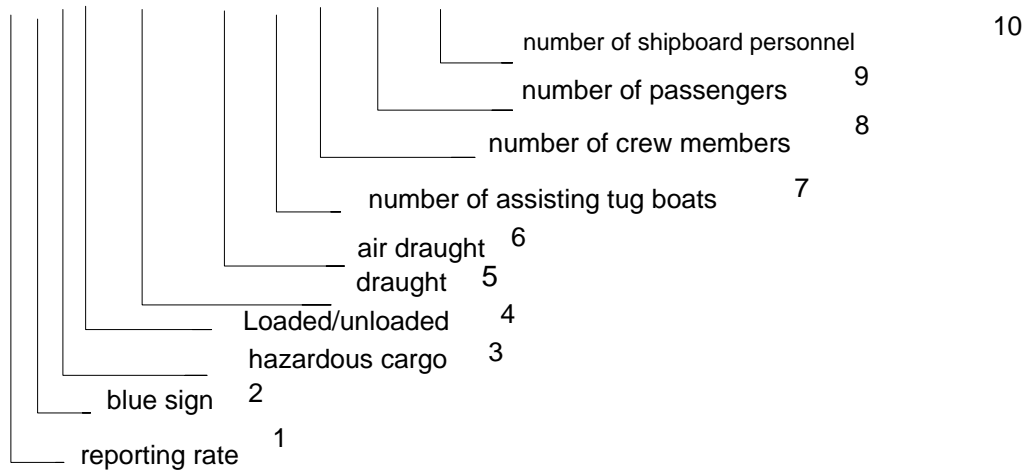 number of shipboard personnel 10
number of passengers 9
number of crew members 8
number of assisting tug boats 7
air draught 6
draught 5
Loaded/unloaded 4
hazardous cargo 3
blue sign 2
reporting rate 1